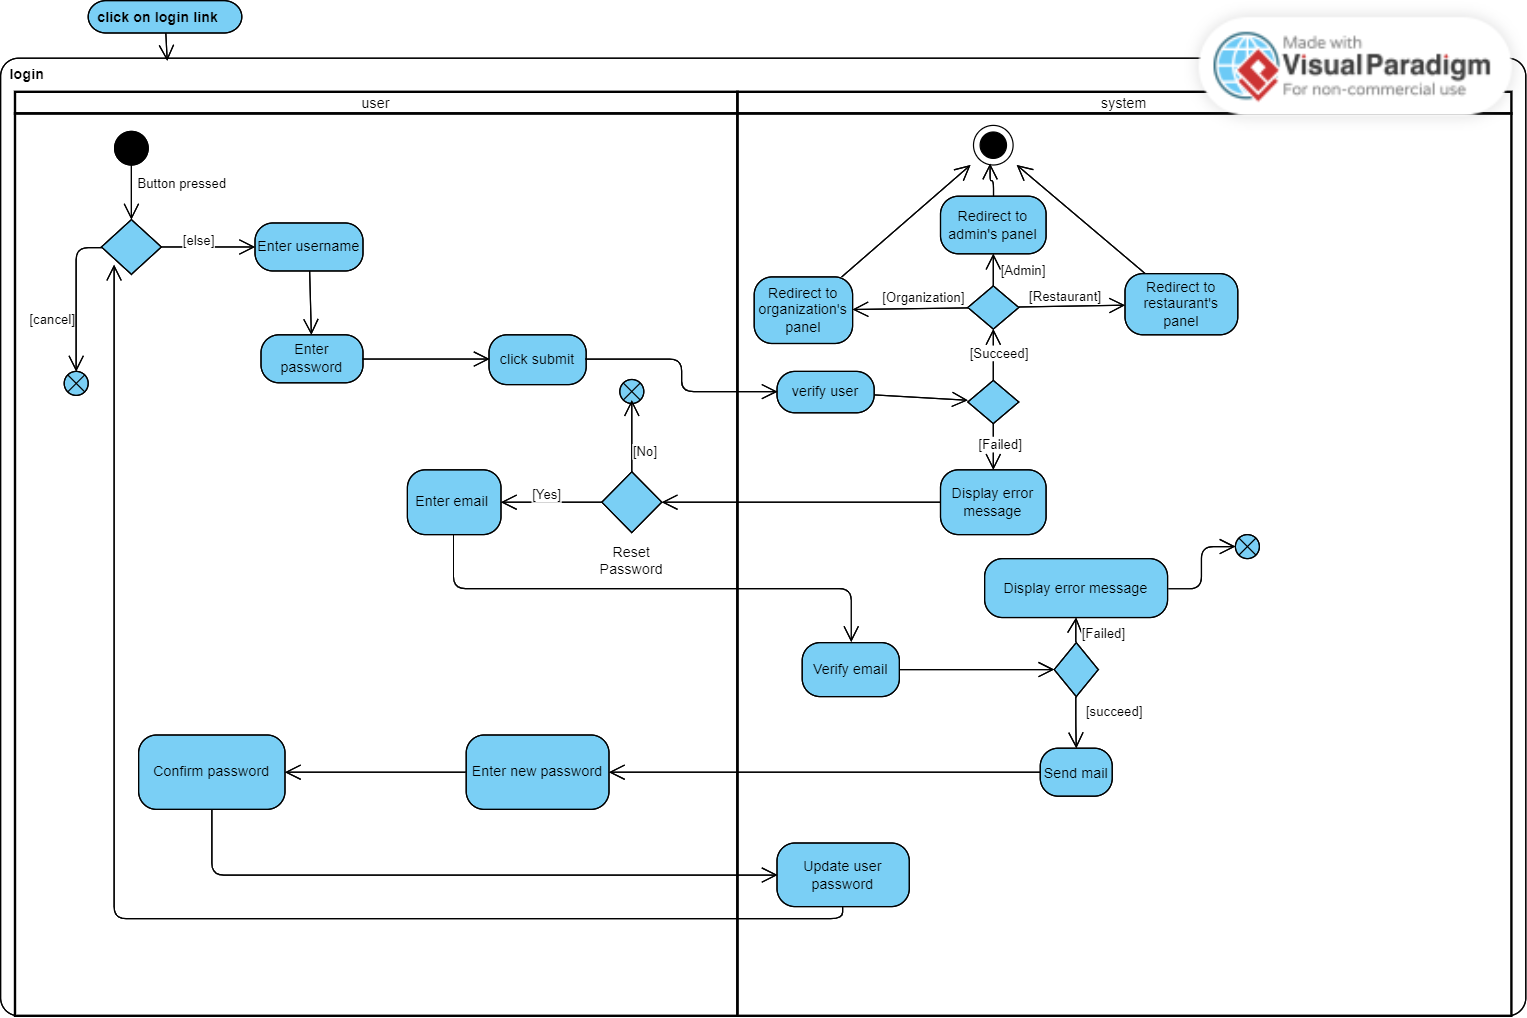 click on login link
Made with
Visual Paradigm
For non-commercial use
login
user
system
Button pressed
[else]
Enter username
[cancel]
Enter
password
click submit
Redirect to
admin's panel
[Admin]
Redirect to
organization's
panel
[Organization]
[Restaurant]
Redirect to
restaurant's
panel
[Succeed]
verify user
[Failed]
Display error
message
[No]
[Yes]
Enter email
Reset
Password
Display error message
[Failed]
Verify email
[succeed]
Send mail
Enter new password
Confirm password
Update user
password